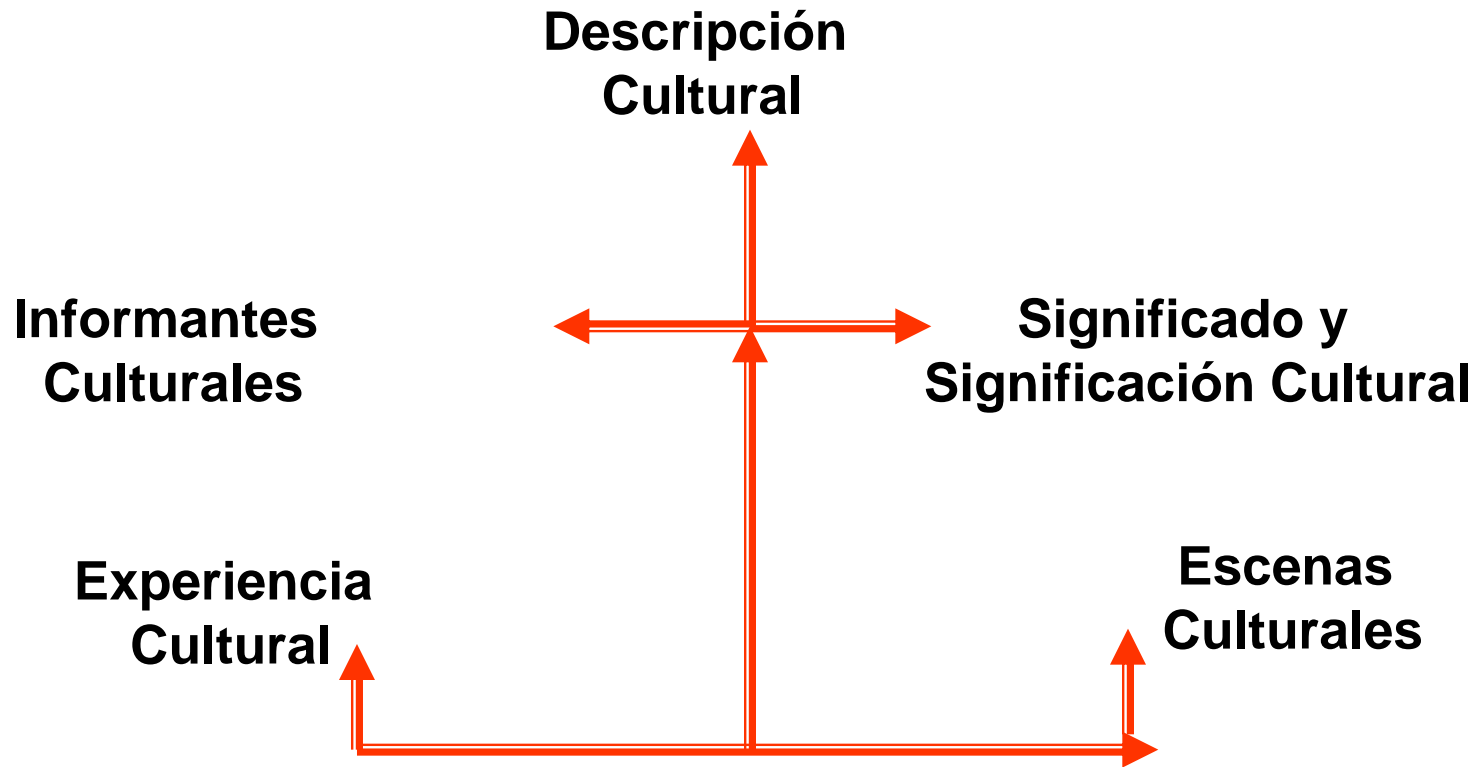 Descripción
Cultural
Informantes
Culturales
Significado y
Significación Cultural
Experiencia
Cultural
Escenas
Culturales